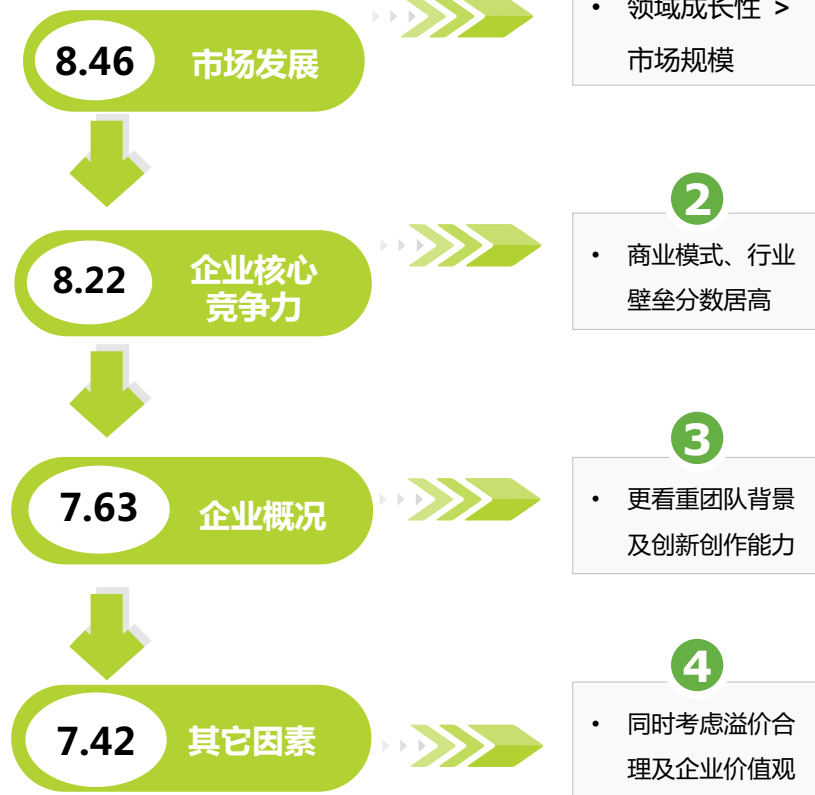 领域成长性 >
8.46 市场发展
市场规模
2
8.22
企业核心
竞争力
• 商业模式、行业
壁垒分数居高
3
7.63 企业概况
• 更看重团队背景
及创新创作能力
4
7.42 其它因素
• 同时考虑溢价合
理及企业价值观